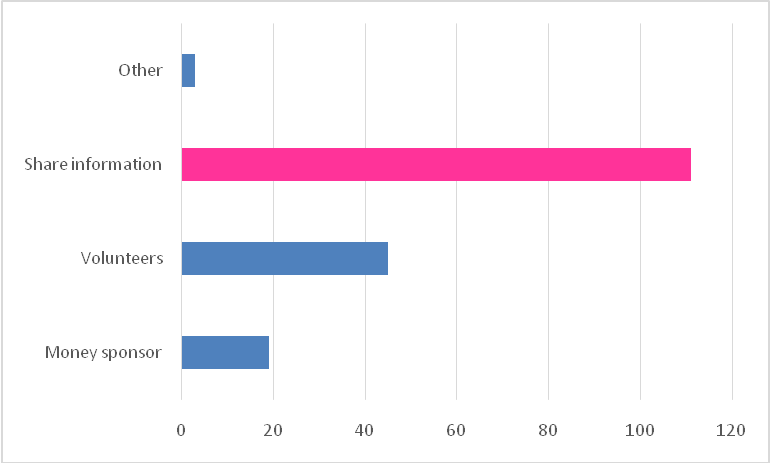 Other
Share information
Volunteers
Money sponsor
0 20 40 60 80 100 120